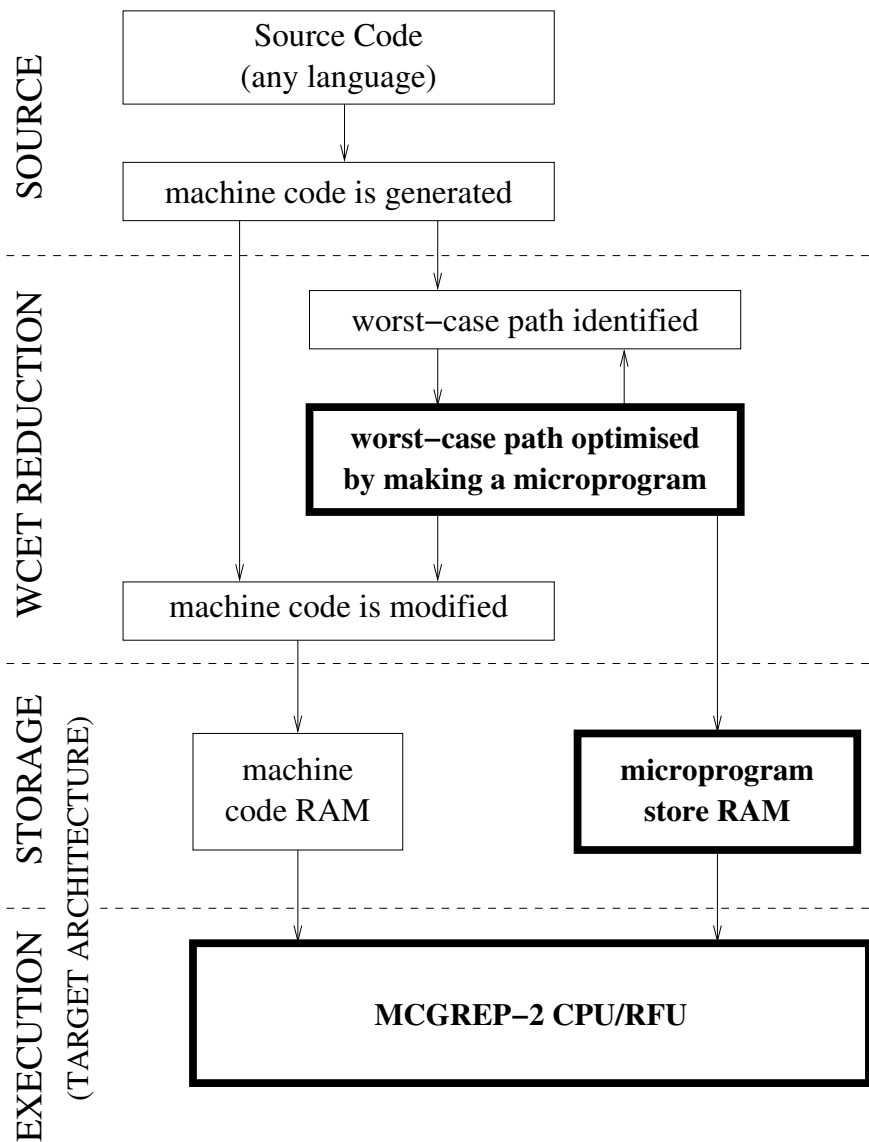 SOURCE
Source Code
(any language)
machine code is generated
WCET REDUCTION
worst−case path identified
worst−case path optimised
by making a microprogram
machine code is modified
STORAGE
(TARGET ARCHITECTURE)
machine
code RAM
microprogram
store RAM
EXECUTION
MCGREP−2 CPU/RFU